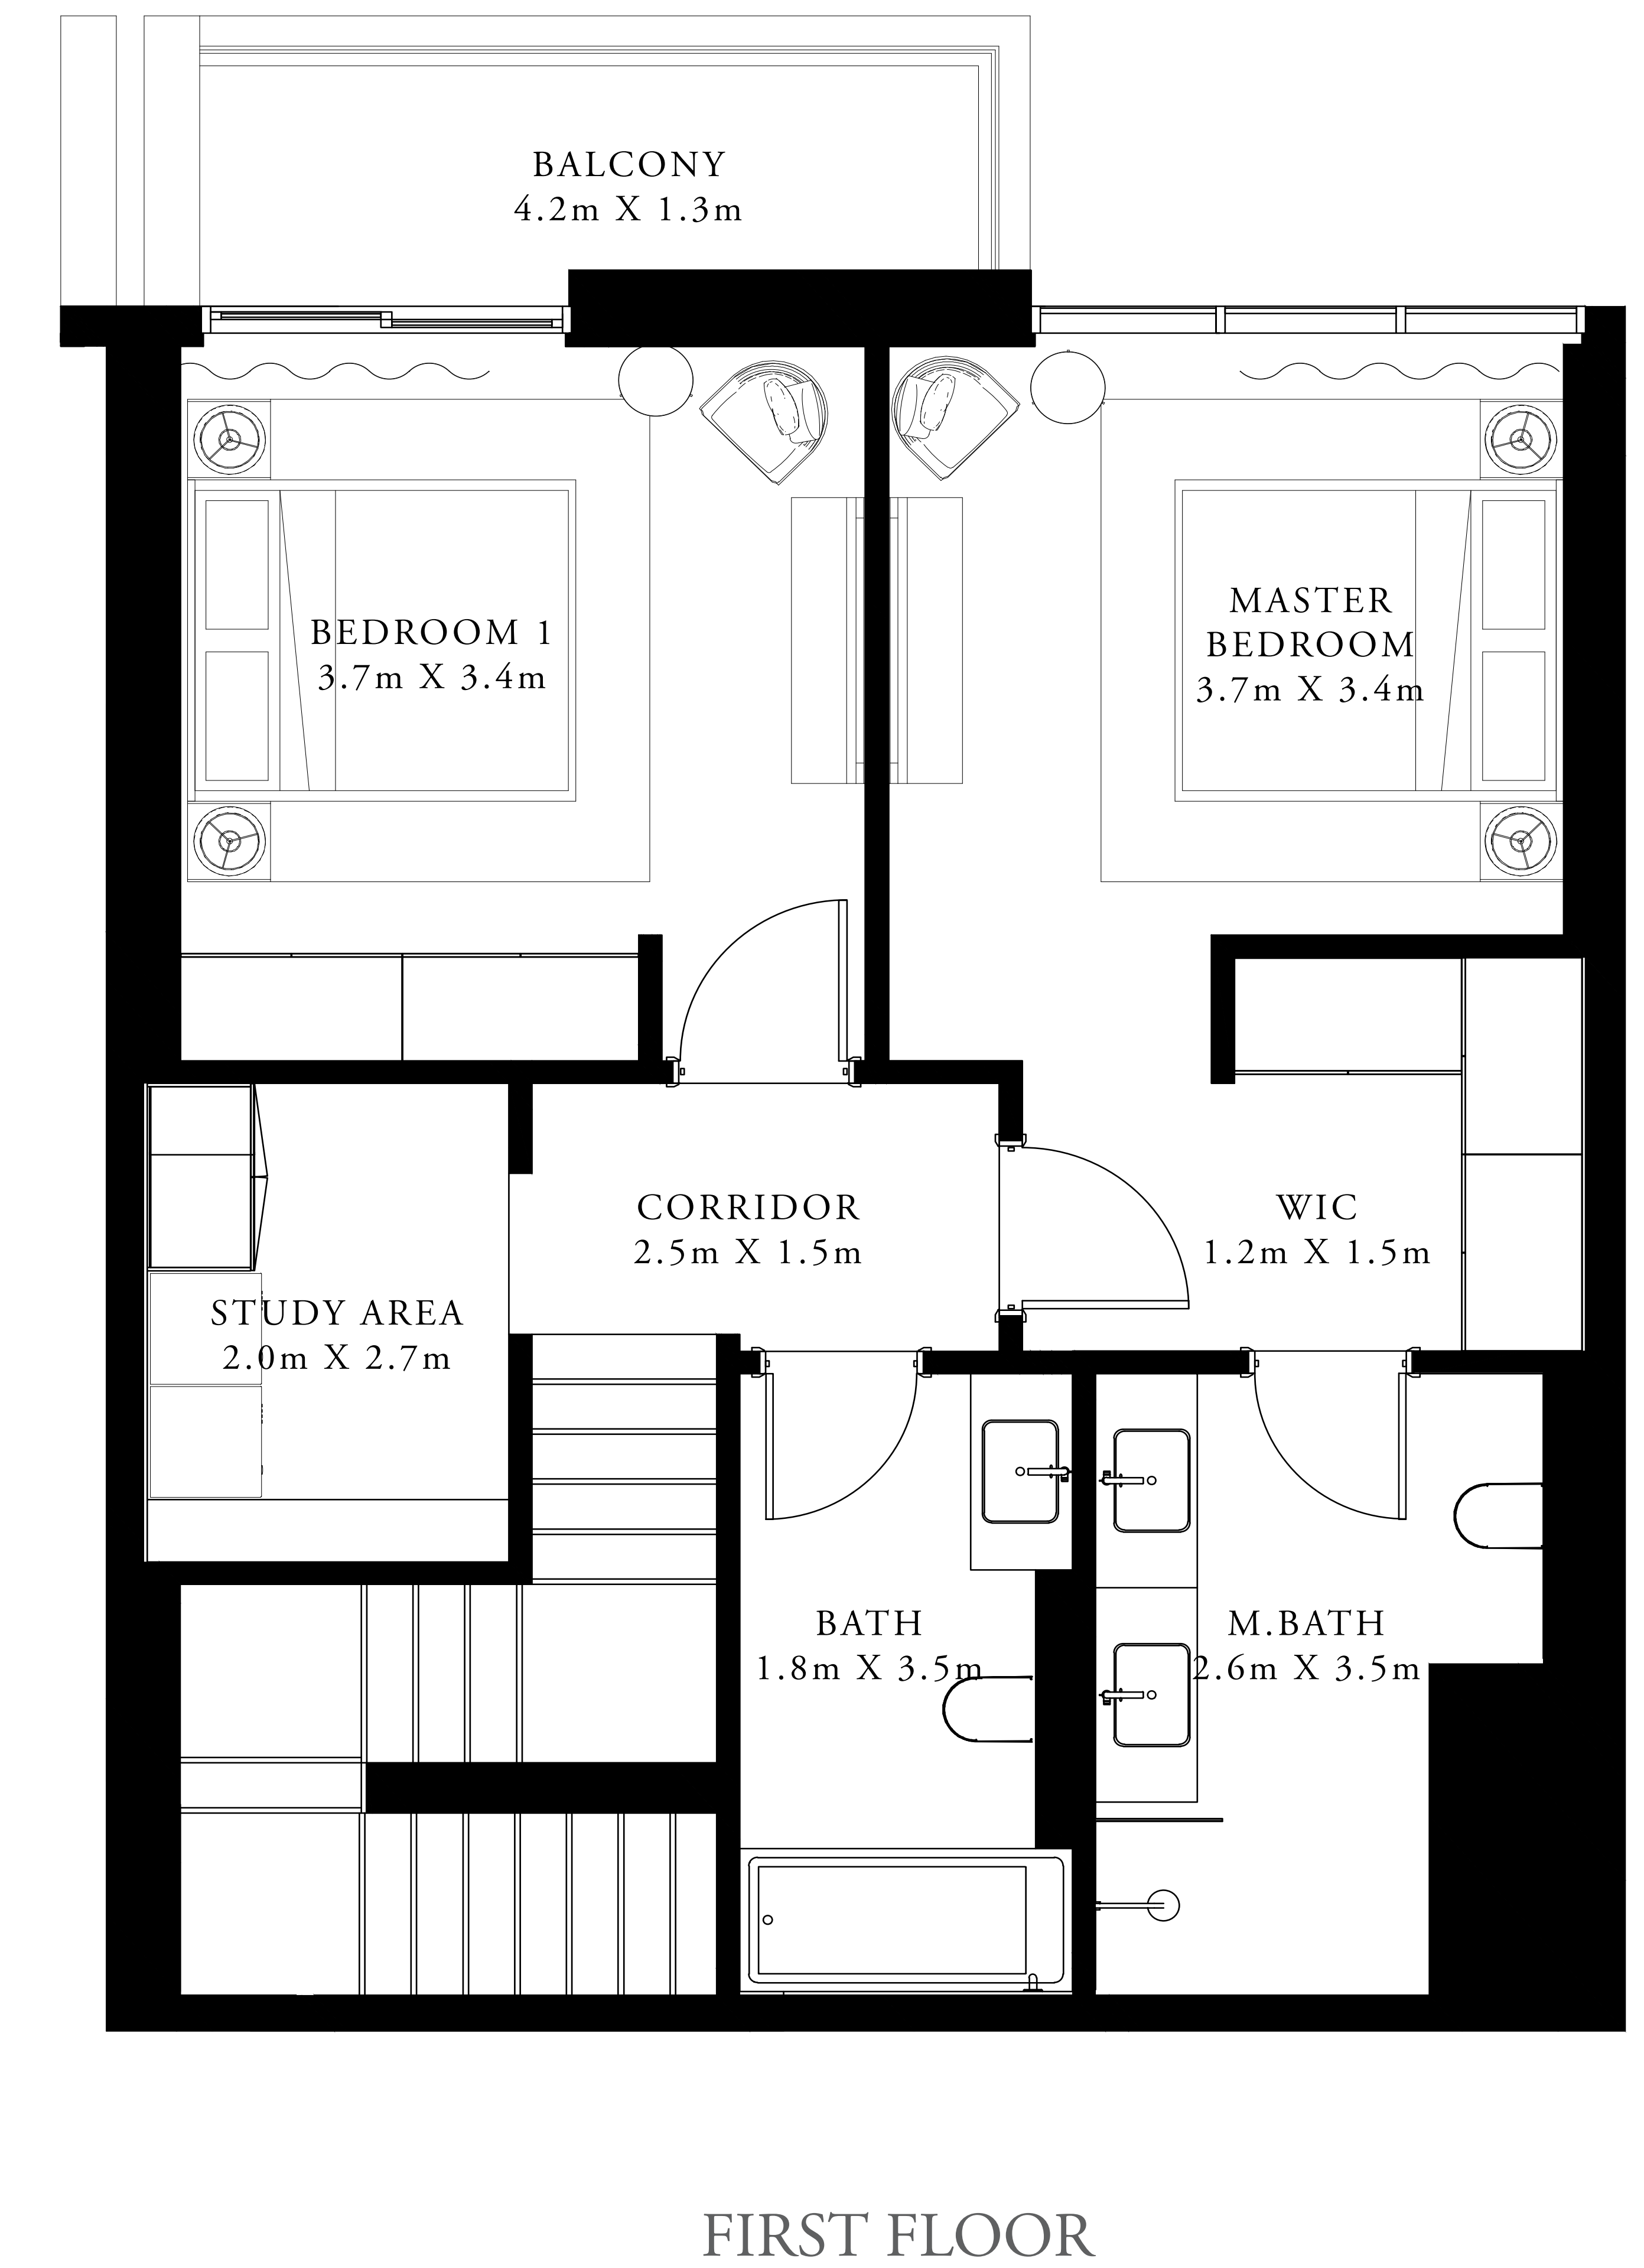 BALCONY
4.2m X 1.3m
BEDROOM 1
3.7m X 3.4m
MASTER
BEDROOM
3.7m X 3.4m
CORRIDOR
2.5m X 1.5m
WIC
1.2m X 1.5m
STUDY AREA
2.0m X 2.7m
BATH
1.8m X 3.5m
M.BATH
2.6m X 3.5m
FIRST FLOOR